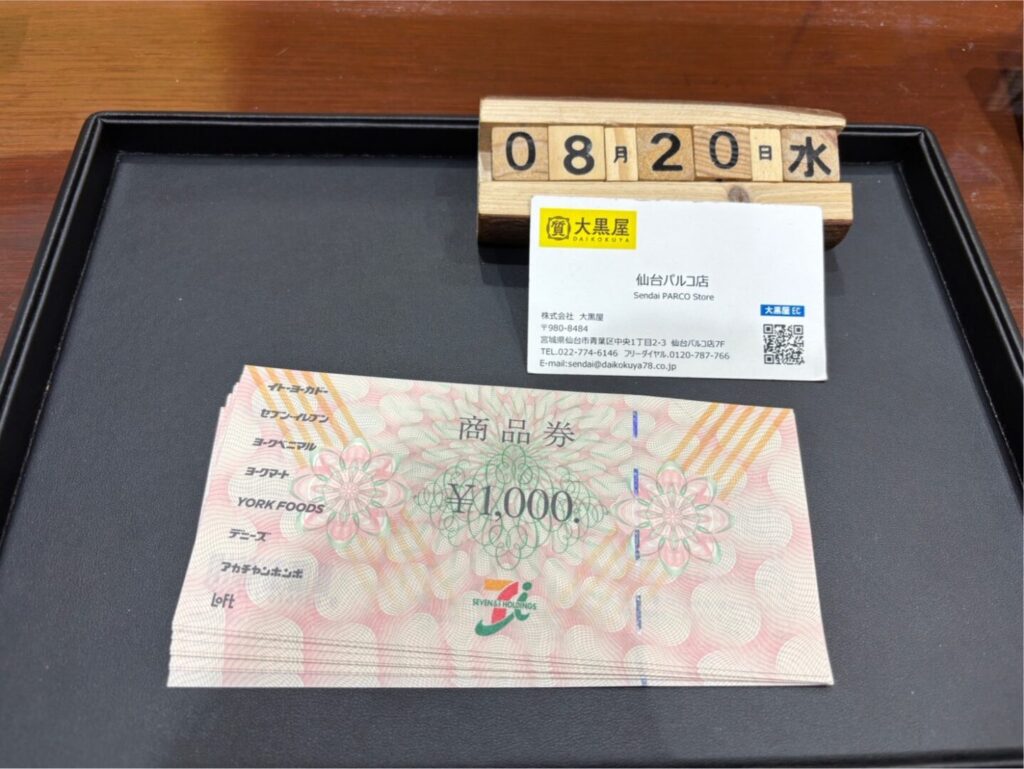 08月20日水
質 大黒屋
DAIKOKUYA
仙台パルコ店
Sendai PARCO Store
大黒屋 EC
株式会社 大黒屋
〒980-8484
宮城県仙台市青葉区中央1丁目2-3 仙台パルコ店7F
TEL.022-774-6146 フリーダイヤル.0120-787-766
E-mail:sendai@daikokuya78.co.jp
イトーヨーカドー
セブン-イレブン
ヨークベニマル
ヨークマート
YORK FOODS
デニーズ
アカチャンホンポ
LOFt
商品券
¥1,000.
SEVEN&i HOLDINGS